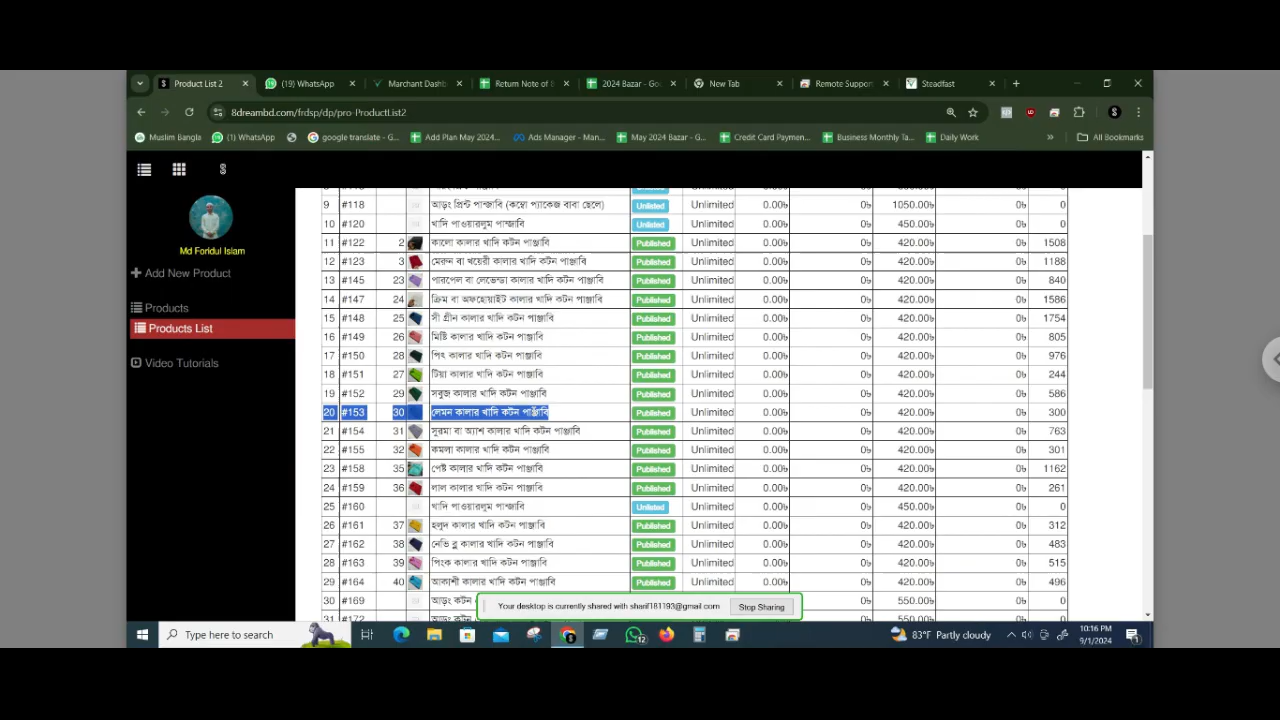 Product List 2
(19) WhatsApp
Marchant Dashb
Return Note of
2024 Bazar - Go
New Tab
Remote Support
Steadfast
8dreambd.com/frdsp/dp/pro-ProductList2
Muslim Bangla
(1) WhatsApp
google translate - G...
Add Plan May 2024...
Ads Manager - Man...
May 2024 Bazar - G...
Credit Card Paymen...
Business Monthly Ta...
Daily Work
All Bookmarks
Md Foridul Islam
Add New Product
Products
Products List
Video Tutorials
9 #118 আড়ং প্রিন্ট পান্জাবি (কম্বো প্যাকেজ বাবা ছেলে) Unlisted Unlimited 0.00৳ 0৳ 1050.00৳ 0৳ 0
10 #120 খাদি পাওয়ারলুম পান্জাবি Unlisted Unlimited 0.00৳ 0৳ 450.00৳ 0৳ 0
11 #122 2 কালো কালার খাদি কটন পাঞ্জাবি Published Unlimited 0.00৳ 0৳ 420.00৳ 0৳ 1508
12 #123 3 মেরুন বা খয়েরী কালার খাদি কটন পাঞ্জাবি Published Unlimited 0.00৳ 0৳ 420.00৳ 0৳ 1188
13 #145 23 পারপেল বা লেভেন্ডা কালার খাদি কটন পাঞ্জাবি Published Unlimited 0.00৳ 0৳ 420.00৳ 0৳ 840
14 #147 24 ক্রিম বা অফহোয়াইট কালার খাদি কটন পাঞ্জাবি Published Unlimited 0.00৳ 0৳ 420.00৳ 0৳ 1586
15 #148 25 সী গ্রীন কালার খাদি কটন পাঞ্জাবি Published Unlimited 0.00৳ 0৳ 420.00৳ 0৳ 1754
16 #149 26 মিষ্টি কালার খাদি কটন পাঞ্জাবি Published Unlimited 0.00৳ 0৳ 420.00৳ 0৳ 805
17 #150 28 পিৎ কালার খাদি কটন পাঞ্জাবি Published Unlimited 0.00৳ 0৳ 420.00৳ 0৳ 976
18 #151 27 টিয়া কালার খাদি কটন পাঞ্জাবি Published Unlimited 0.00৳ 0৳ 420.00৳ 0৳ 244
19 #152 29 সবুজ কালার খাদি কটন পাঞ্জাবি Published Unlimited 0.00৳ 0৳ 420.00৳ 0৳ 586
20 #153 30 লেমন কালার খাদি কটন পাঞ্জাবি Published Unlimited 0.00৳ 0৳ 420.00৳ 0৳ 300
21 #154 31 সুরমা বা অ্যাশ কালার খাদি কটন পাঞ্জাবি Published Unlimited 0.00৳ 0৳ 420.00৳ 0৳ 763
22 #155 32 কমলা কালার খাদি কটন পাঞ্জাবি Published Unlimited 0.00৳ 0৳ 420.00৳ 0৳ 301
23 #158 35 পেষ্ট কালার খাদি কটন পাঞ্জাবি Published Unlimited 0.00৳ 0৳ 420.00৳ 0৳ 1162
24 #159 36 লাল কালার খাদি কটন পাঞ্জাবি Published Unlimited 0.00৳ 0৳ 420.00৳ 0৳ 261
25 #160 খাদি পাওয়ারলুম পান্জাবি Unlisted Unlimited 0.00৳ 0৳ 450.00৳ 0৳ 0
26 #161 37 হলুদ কালার খাদি কটন পাঞ্জাবি Published Unlimited 0.00৳ 0৳ 420.00৳ 0৳ 312
27 #162 38 নেভি ব্লু কালার খাদি কটন পাঞ্জাবি Published Unlimited 0.00৳ 0৳ 420.00৳ 0৳ 483
28 #163 39 পিংক কালার খাদি কটন পাঞ্জাবি Published Unlimited 0.00৳ 0৳ 420.00৳ 0৳ 515
29 #164 40 আকাশী কালার খাদি কটন পাঞ্জাবি Published Unlimited 0.00৳ 0৳ 420.00৳ 0৳ 496
30 #169 আড়ং কটন 550.00৳ 0৳ 0
31 #172 আড়ং কটন 550.00৳ 0৳ 0
Your desktop is currently shared with sharif181193@gmail.com
Stop Sharing
Type here to search
12
83°F Partly cloudy
10:16 PM
9/1/2024